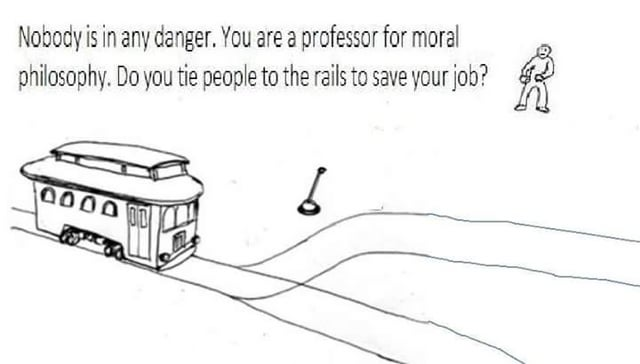 Nobody is in any danger. You are a professor for moral
philosophy. Do you tie people to the rails to save your job?